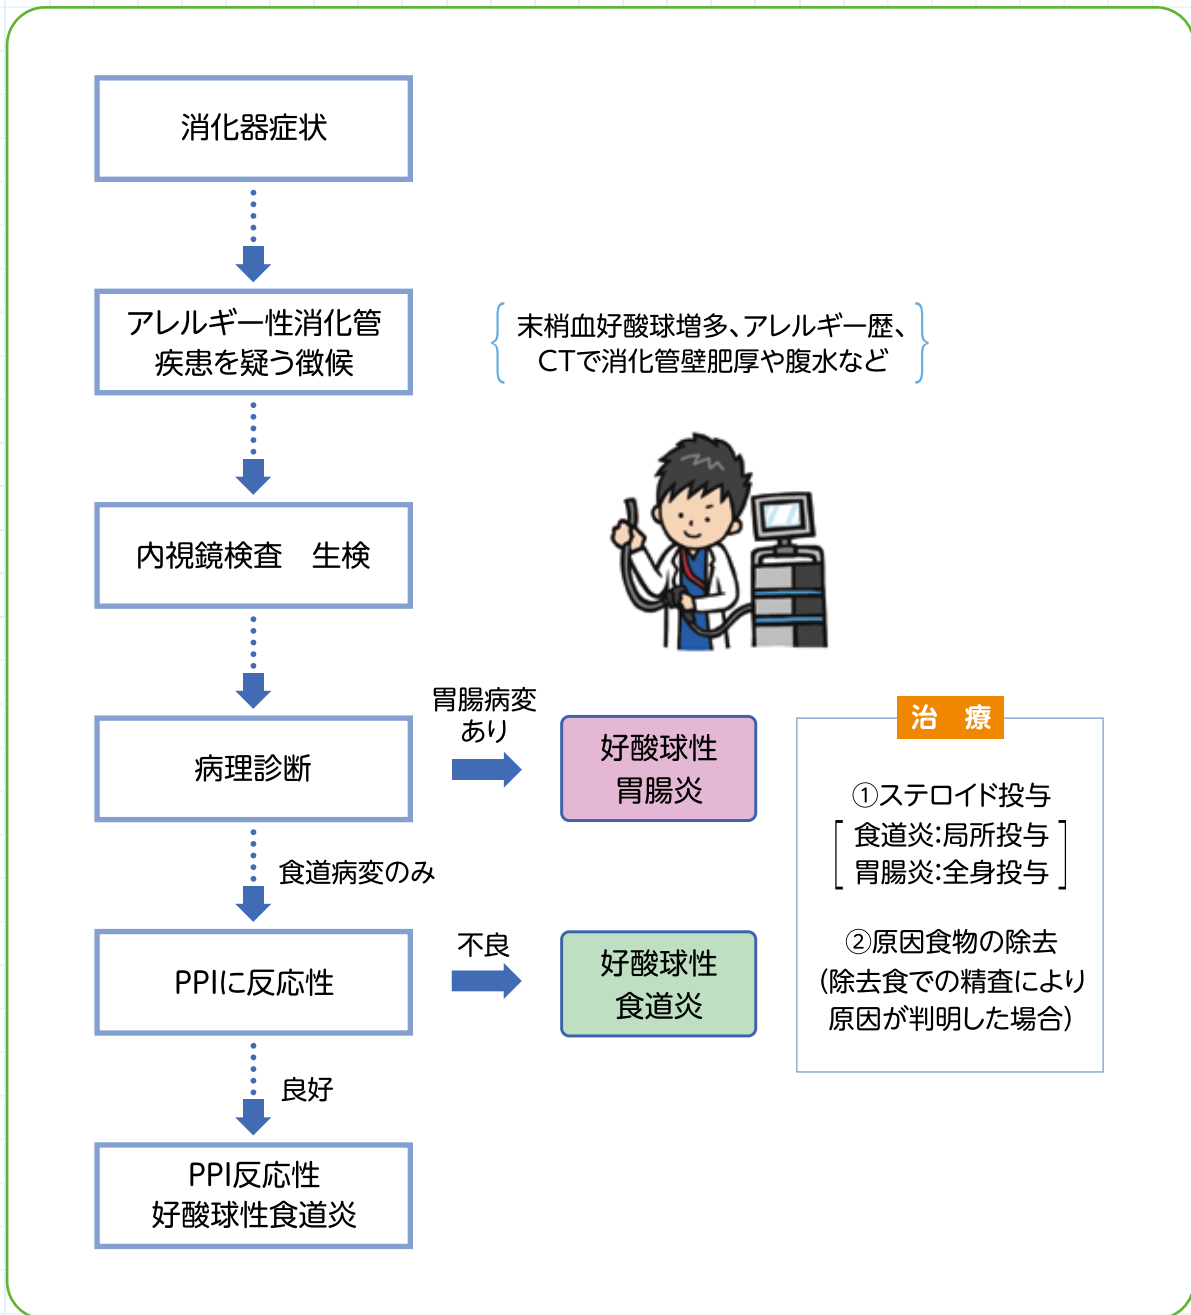 消化器症状
アレルギー性消化管
疾患を疑う徴候
末梢血好酸球増多、アレルギー歴、
CTで消化管壁肥厚や腹水など
内視鏡検査　生検
病理診断
胃腸病変
あり
好酸球性
胃腸炎
食道病変のみ
PPIに反応性
不良
好酸球性
食道炎
良好
PPI反応性
好酸球性食道炎
治　療
①ステロイド投与
食道炎：局所投与
胃腸炎：全身投与
②原因食物の除去
（除去食での精査により
原因が判明した場合）